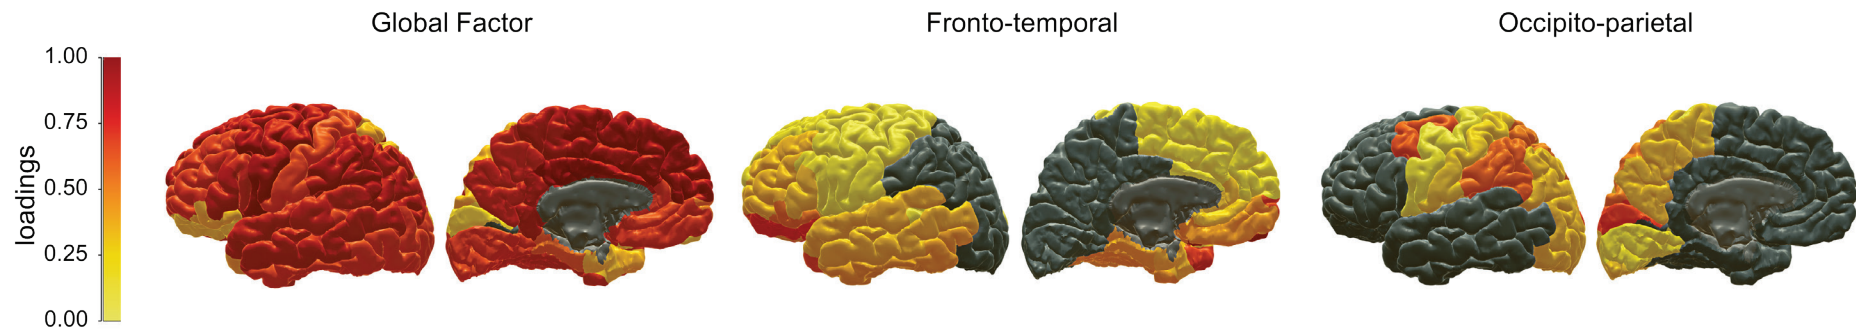 Global Factor
Fronto-temporal
Occipito-parietal
loadings
1.00
0.75
0.50
0.25
0.00